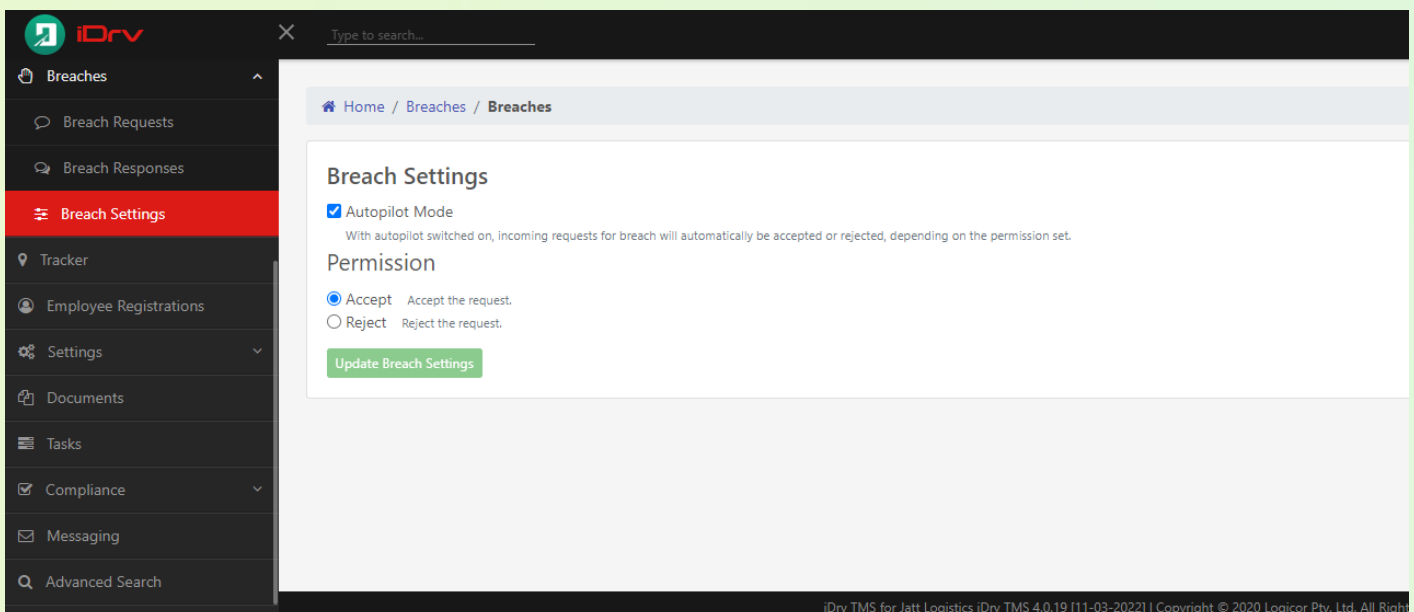 iDrv
Type to search...
Breaches
Breach Requests
Breach Responses
Breach Settings
Tracker
Employee Registrations
Settings
Documents
Tasks
Compliance
Messaging
Advanced Search
Home / Breaches / Breaches
Breach Settings
Autopilot Mode
With autopilot switched on, incoming requests for breach will automatically be accepted or rejected, depending on the permission set.
Permission
Accept Accept the request.
Reject Reject the request.
Update Breach Settings
iDrv TMS for Jatt Logistics iDrv TMS 4.0.19 [11-03-2022] | Copyright © 2020 Logicor Pty. Ltd. All Right